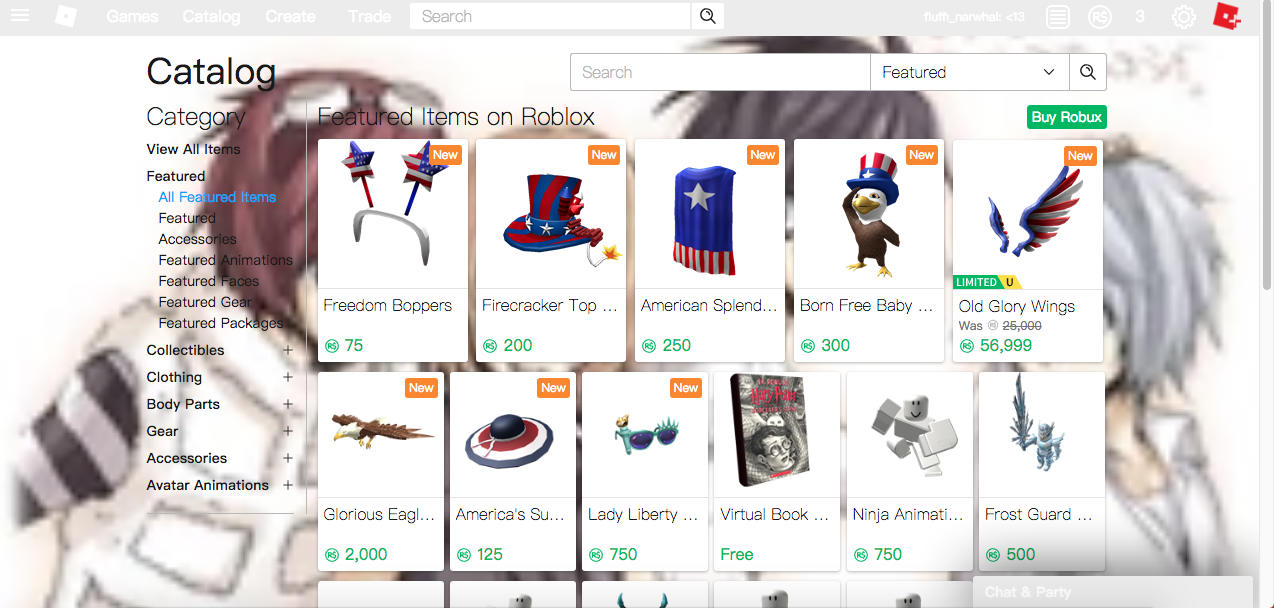 Games Catalog Create Trade Search fluffi_narwhal: <13 3
Catalog
Search Featured
Category
Featured Items on Roblox
Buy Robux
View All Items
Featured
All Featured Items
Featured
Accessories
Featured Animations
Featured Faces
Featured Gear
Featured Packages
Collectibles +
Clothing +
Body Parts +
Gear +
Accessories +
Avatar Animations +
New
Freedom Boppers
R$ 75
New
Firecracker Top ...
R$ 200
New
American Splend...
R$ 250
New
Born Free Baby ...
R$ 300
New
LIMITED U
Old Glory Wings
Was R$ 25,000
R$ 56,999
New
Glorious Eagl...
R$ 2,000
New
America's Su...
R$ 125
New
Lady Liberty ...
R$ 750
Harry Potter
Virtual Book ...
Free
Ninja Animati...
R$ 750
Frost Guard ...
R$ 500
Chat & Party